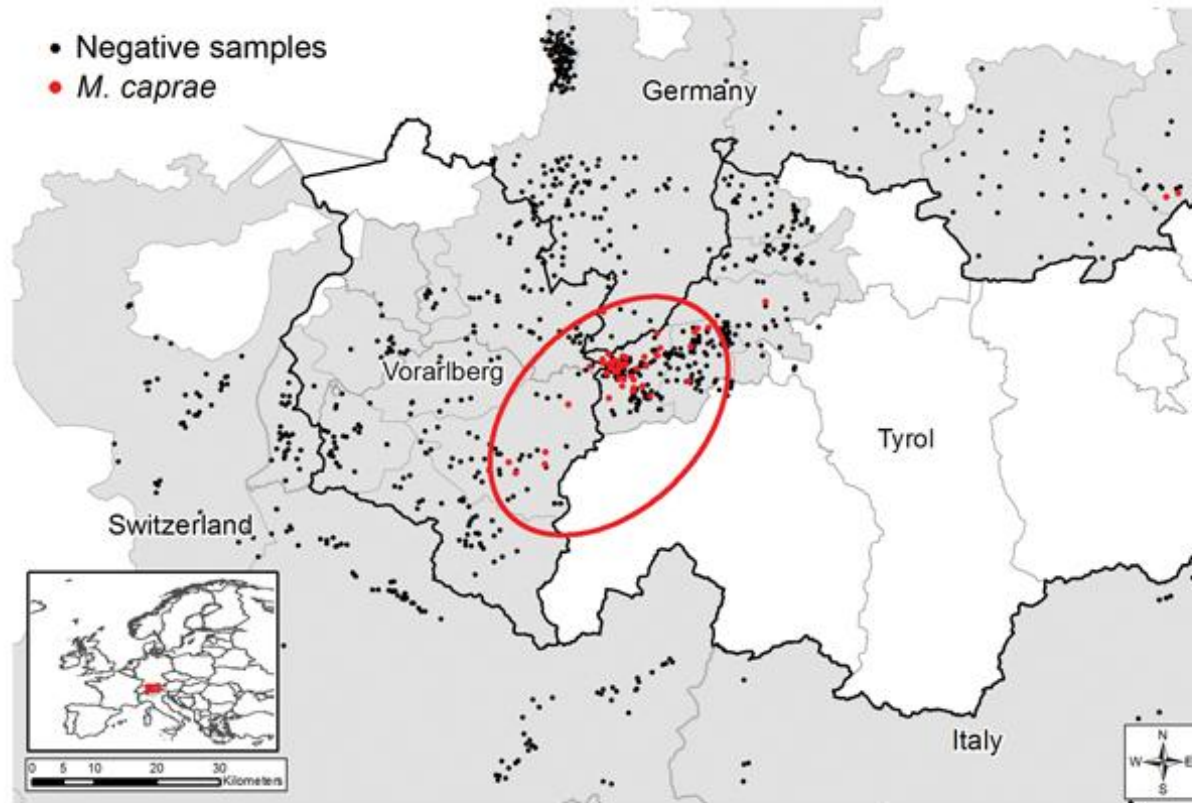 Negative samples
M. caprae
Germany
Vorarlberg
Tyrol
Switzerland
Italy
0 5 10 20 30
Kilometers
N
W E
S